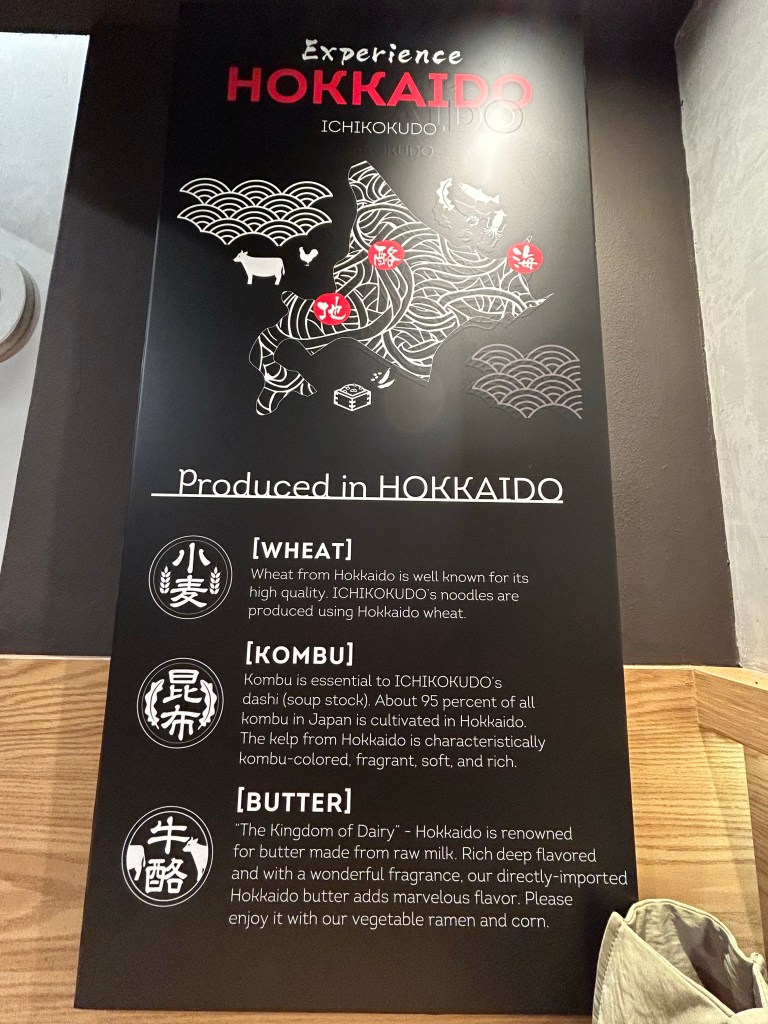 Experience
HOKKAIDO
ICHIKOKUDO
酪
海
地
Produced in HOKKAIDO
小麦
[WHEAT]
Wheat from Hokkaido is well known for its
high quality. ICHIKOKUDO's noodles are
produced using Hokkaido wheat.
昆布
[KOMBU]
Kombu is essential to ICHIKOKUDO's
dashi (soup stock). About 95 percent of all
kombu in Japan is cultivated in Hokkaido.
The kelp from Hokkaido is characteristically
kombu-colored, fragrant, soft, and rich.
牛酪
[BUTTER]
"The Kingdom of Dairy" - Hokkaido is renowned
for butter made from raw milk. Rich deep flavored
and with a wonderful fragrance, our directly-imported
Hokkaido butter adds marvelous flavor. Please
enjoy it with our vegetable ramen and corn.